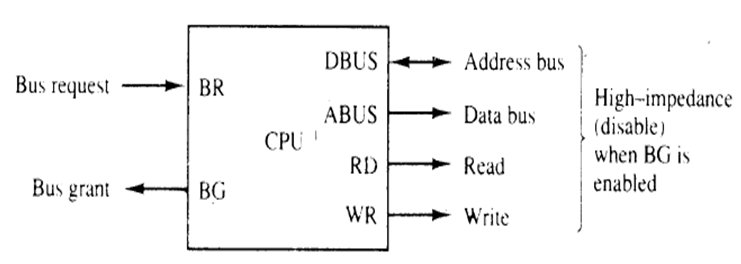 Bus request
BR
Bus grant
BG
CPU
DBUS
ABUS
RD
WR
Address bus
Data bus
Read
Write
High-impedance
(disable)
when BG is
enabled